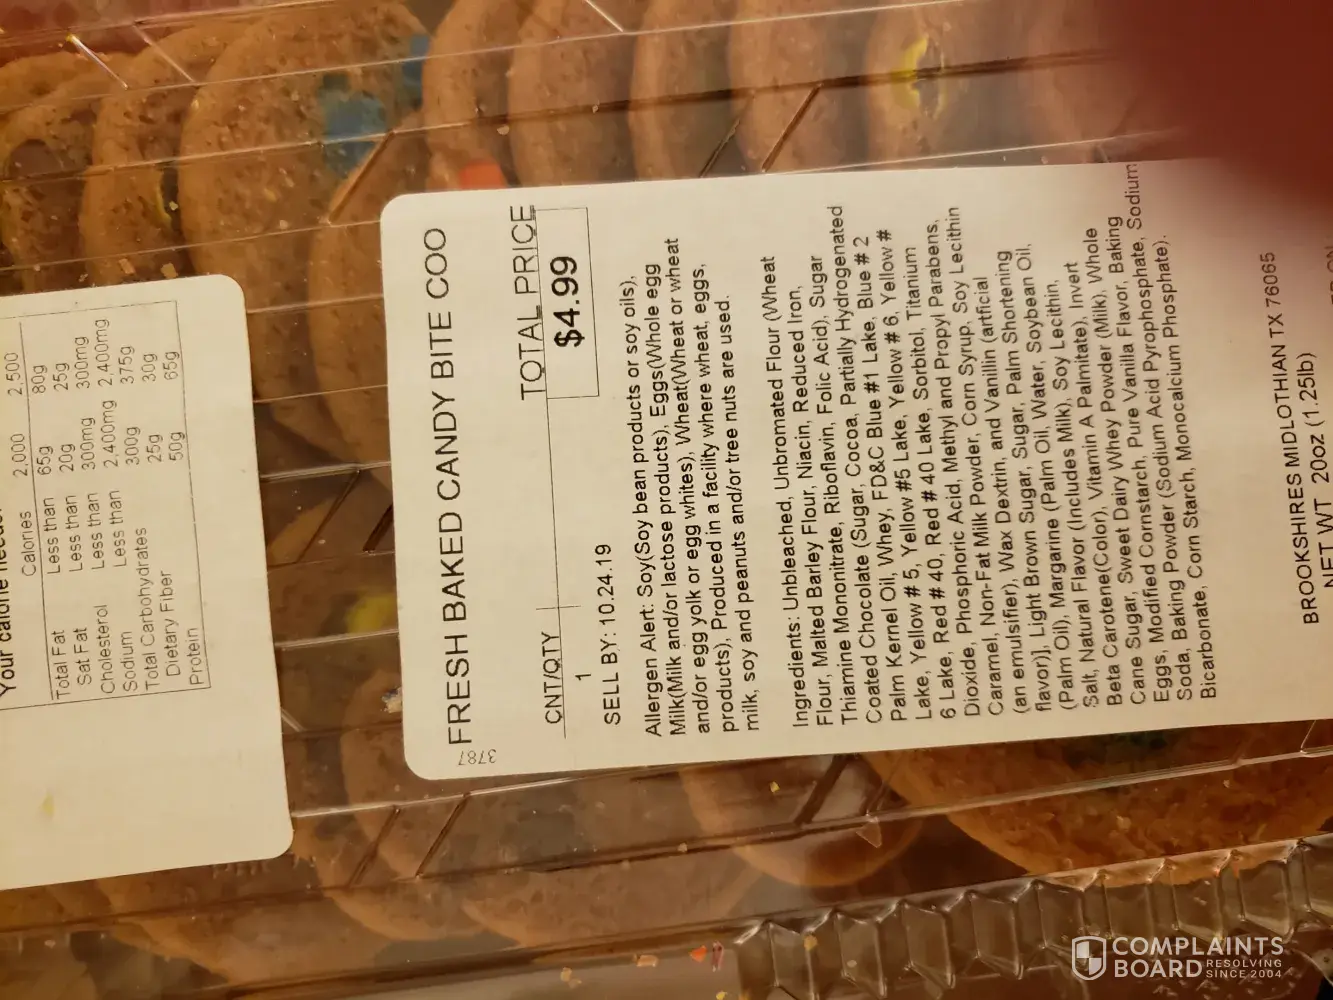 Your calorie
Calories 2,000 2,500
Total Fat Less than 65g 80g
Sat Fat Less than 20g 25g
Cholesterol Less than 300mg 300mg
Sodium Less than 2,400mg 2,400mg
Total Carbohydrates 300g 375g
Dietary Fiber 25g 30g
Protein 50g 65g
3787
FRESH BAKED CANDY BITE COO
CNT/QTY TOTAL PRICE
1 $4.99
SELL BY: 10.24.19
Allergen Alert: Soy(Soy bean products or soy oils),
Milk(Milk and/or lactose products), Eggs(Whole egg
and/or egg yolk or egg whites), Wheat(Wheat or wheat
products), Produced in a facility where wheat, eggs,
milk, soy and peanuts and/or tree nuts are used.
Ingredients: Unbleached, Unbromated Flour (Wheat
Flour, Malted Barley Flour, Niacin, Reduced Iron,
Thiamine Mononitrate, Riboflavin, Folic Acid), Sugar
Coated Chocolate (Sugar, Cocoa, Partially Hydrogenated
Palm Kernel Oil, Whey, FD&C Blue #1 Lake, Blue # 2
Lake, Yellow # 5, Yellow #5 Lake, Yellow # 6, Yellow #
6 Lake, Red # 40, Red # 40 Lake, Sorbitol, Titanium
Dioxide, Phosphoric Acid, Methyl and Propyl Parabens,
Caramel, Non-Fat Milk Powder, Corn Syrup, Soy Lecithin
(an emulsifier), Wax Dextrin, and Vanillin (artficial
flavor)], Light Brown Sugar, Sugar, Palm Shortening
(Palm Oil), Margarine (Palm Oil, Water, Soybean Oil,
Salt, Natural Flavor (Includes Milk), Soy Lecithin,
Beta Carotene(Color), Vitamin A Palmitate), Invert
Cane Sugar, Sweet Dairy Whey Powder (Milk), Whole
Eggs, Modified Cornstarch, Pure Vanilla Flavor, Baking
Soda, Baking Powder (Sodium Acid Pyrophosphate, Sodium
Bicarbonate, Corn Starch, Monocalcium Phosphate).
BROOKSHIRES MIDLOTHIAN TX 76065
NET WT 20oz (1.25lb)
COMPLAINTS
BOARD RESOLVING
SINCE 2004